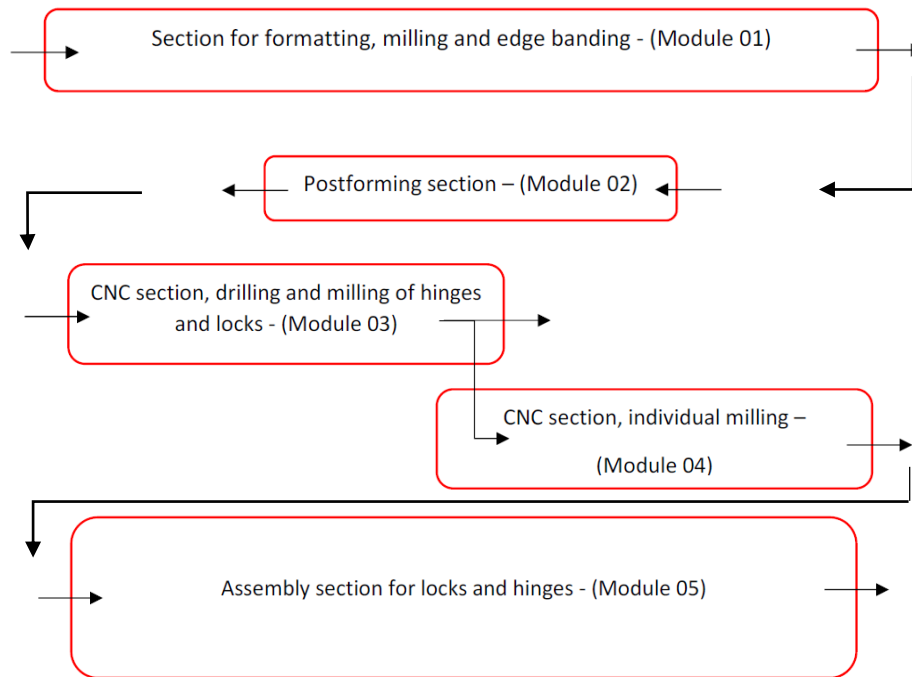 Section for formatting, milling and edge banding - (Module 01)
Postforming section – (Module 02)
CNC section, drilling and milling of hinges
and locks - (Module 03)
CNC section, individual milling –
(Module 04)
Assembly section for locks and hinges - (Module 05)